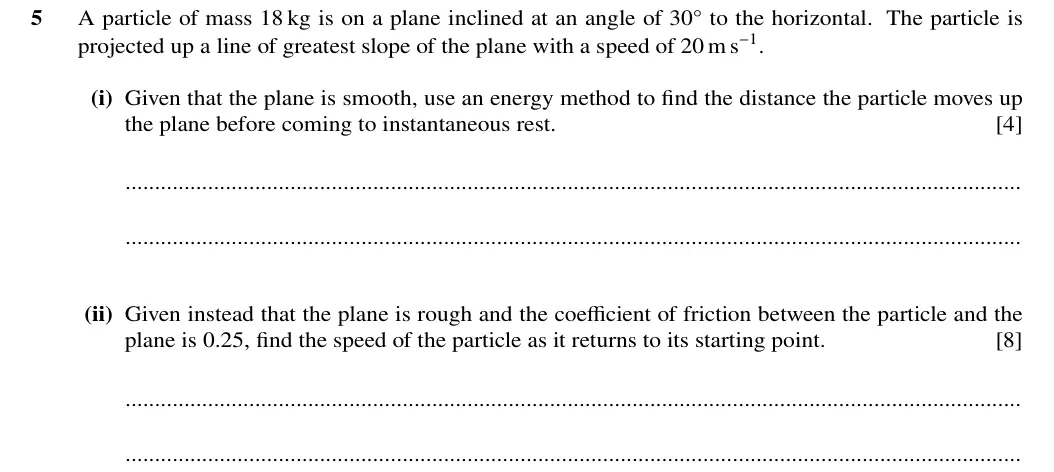 5 A particle of mass 18 kg is on a plane inclined at an angle of 30° to the horizontal. The particle is
projected up a line of greatest slope of the plane with a speed of 20 m s⁻¹.
(i) Given that the plane is smooth, use an energy method to find the distance the particle moves up
the plane before coming to instantaneous rest. [4]
(ii) Given instead that the plane is rough and the coefficient of friction between the particle and the
plane is 0.25, find the speed of the particle as it returns to its starting point. [8]